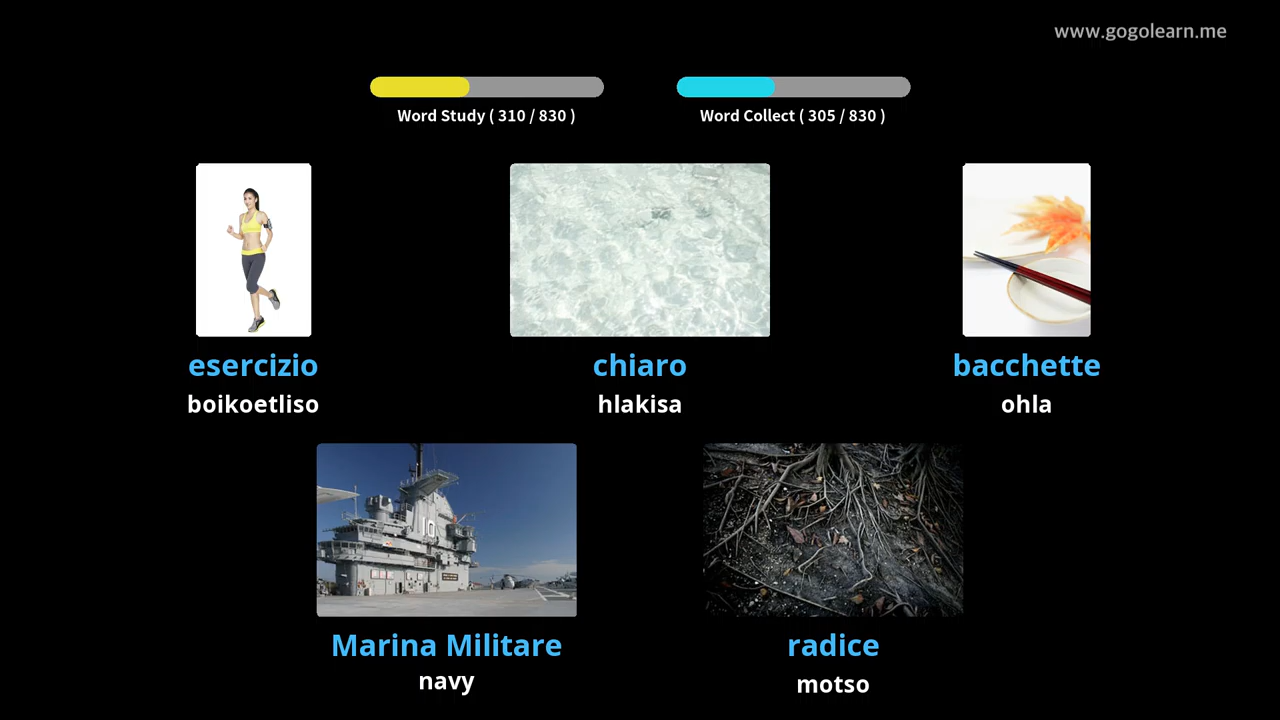 www.gogolearn.me
Word Study ( 310 / 830 )
Word Collect ( 305 / 830 )
esercizio
boikoetliso
chiaro
hlakisa
bacchette
ohla
10
Marina Militare
navy
radice
motso